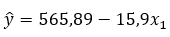 ŷ = 565,89 − 15,9x₁